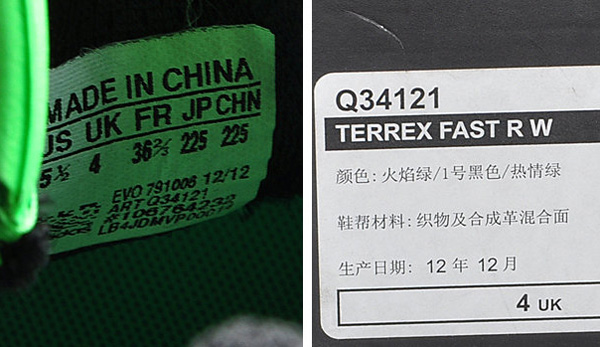 MADE IN CHINA
US UK FR JP CHN
5½ 4 36⅔ 225 225
EVO 791006 12/12
ART Q34121
Q34121
TERREX FAST R W
颜色: 火焰绿/1号黑色/热情绿
鞋帮材料: 织物及合成革混合面
生产日期: 12 年 12 月
4 UK